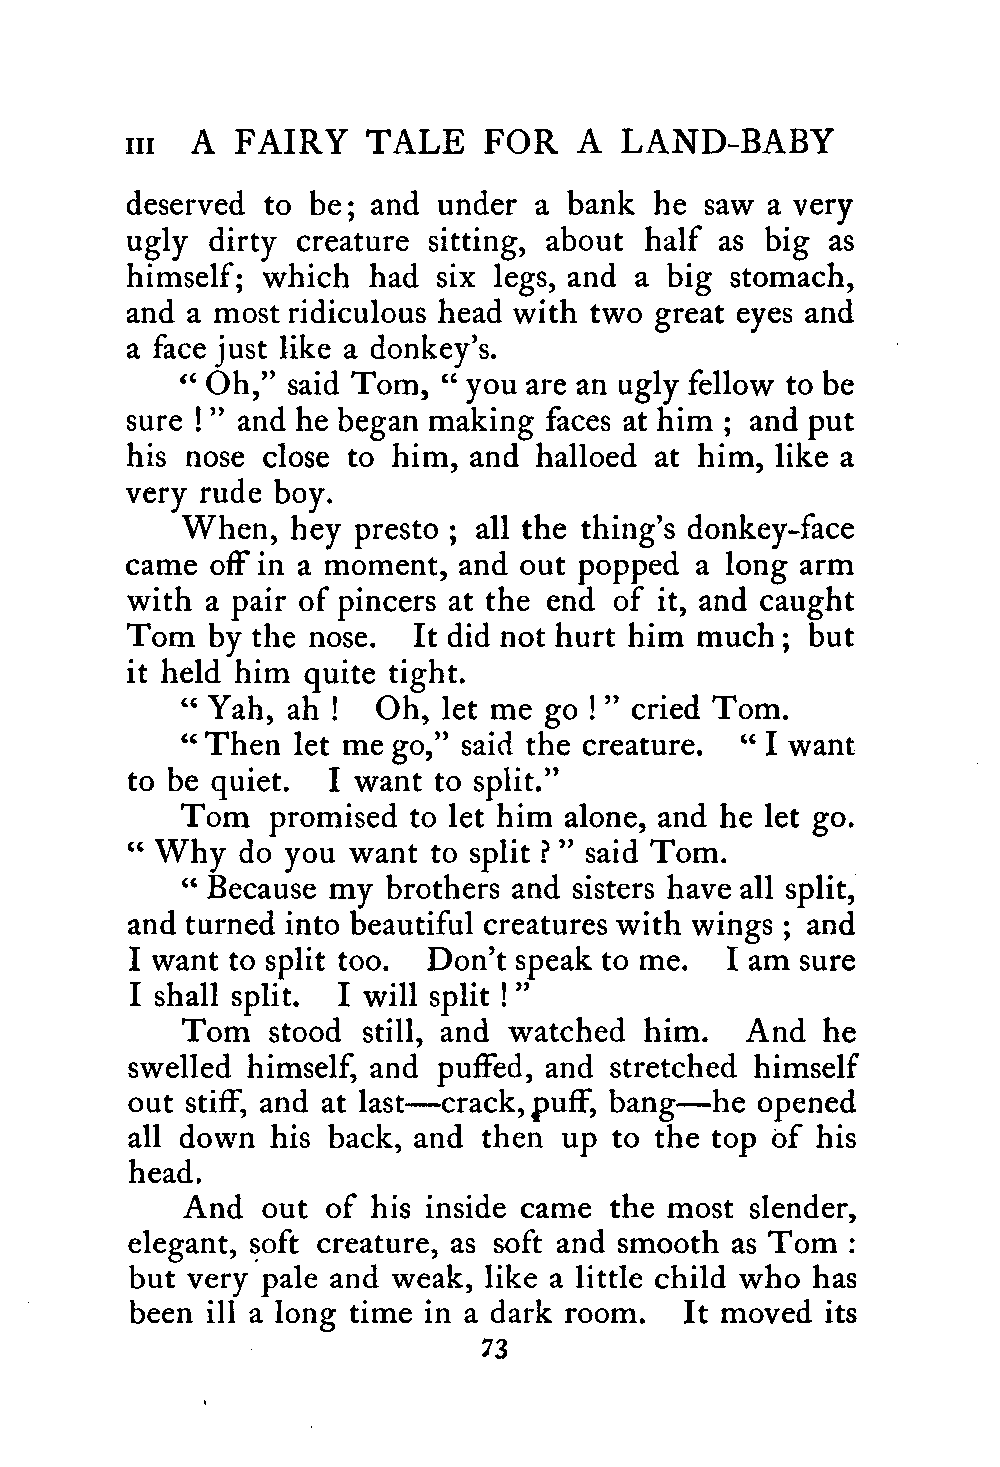 III A FAIRY TALE FOR A LAND-BABY
deserved to be; and under a bank he saw a very
ugly dirty creature sitting, about half as big as
himself; which had six legs, and a big stomach,
and a most ridiculous head with two great eyes and
a face just like a donkey's.
“ Oh,” said Tom, “ you are an ugly fellow to be
sure ! ” and he began making faces at him ; and put
his nose close to him, and halloed at him, like a
very rude boy.
When, hey presto ; all the thing's donkey-face
came off in a moment, and out popped a long arm
with a pair of pincers at the end of it, and caught
Tom by the nose. It did not hurt him much ; but
it held him quite tight.
“ Yah, ah ! Oh, let me go ! ” cried Tom.
“ Then let me go,” said the creature. “ I want
to be quiet. I want to split.”
Tom promised to let him alone, and he let go.
“ Why do you want to split ? ” said Tom.
“ Because my brothers and sisters have all split,
and turned into beautiful creatures with wings ; and
I want to split too. Don't speak to me. I am sure
I shall split. I will split ! ”
Tom stood still, and watched him. And he
swelled himself, and puffed, and stretched himself
out stiff, and at last—crack, puff, bang—he opened
all down his back, and then up to the top of his
head.
And out of his inside came the most slender,
elegant, soft creature, as soft and smooth as Tom :
but very pale and weak, like a little child who has
been ill a long time in a dark room. It moved its
73